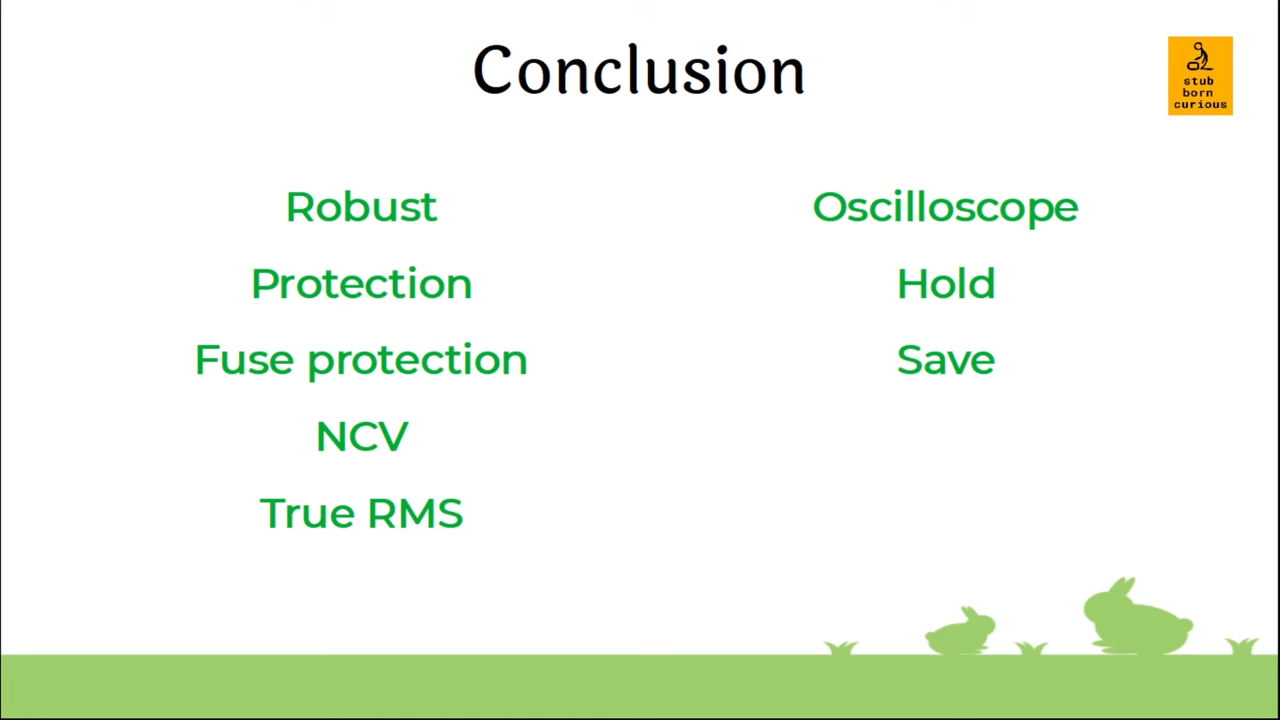 Conclusion
stub
born
curious
Robust
Protection
Fuse protection
NCV
True RMS
Oscilloscope
Hold
Save